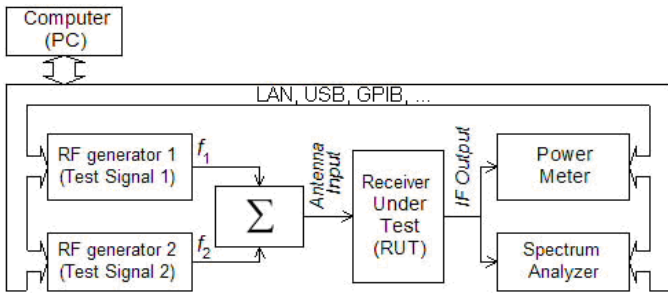 Computer
(PC)
LAN, USB, GPIB, ...
RF generator 1
(Test Signal 1)
f1
Σ
Antenna
Input
Receiver
Under
Test
(RUT)
IF Output
Power
Meter
RF generator 2
(Test Signal 2)
f2
Spectrum
Analyzer